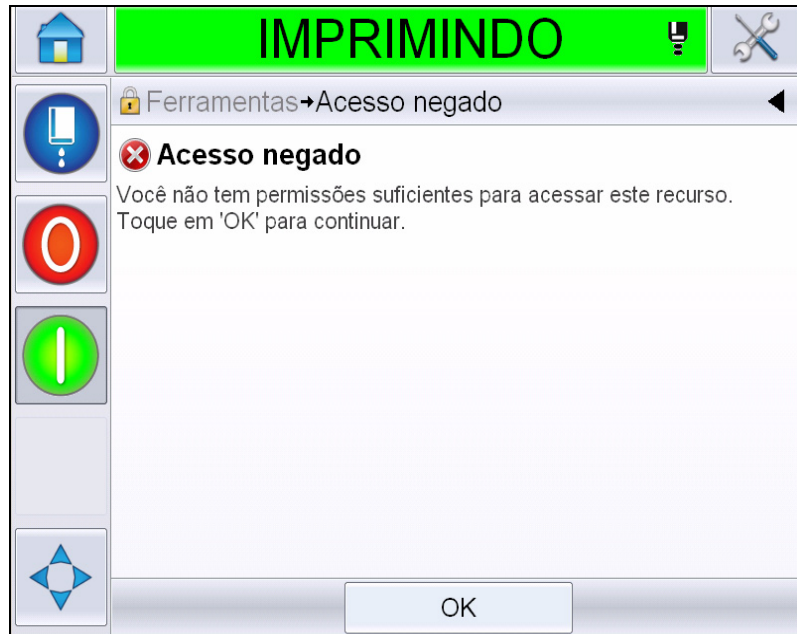 IMPRIMINDO
Ferramentas→Acesso negado
Acesso negado
Você não tem permissões suficientes para acessar este recurso.
Toque em 'OK' para continuar.
OK